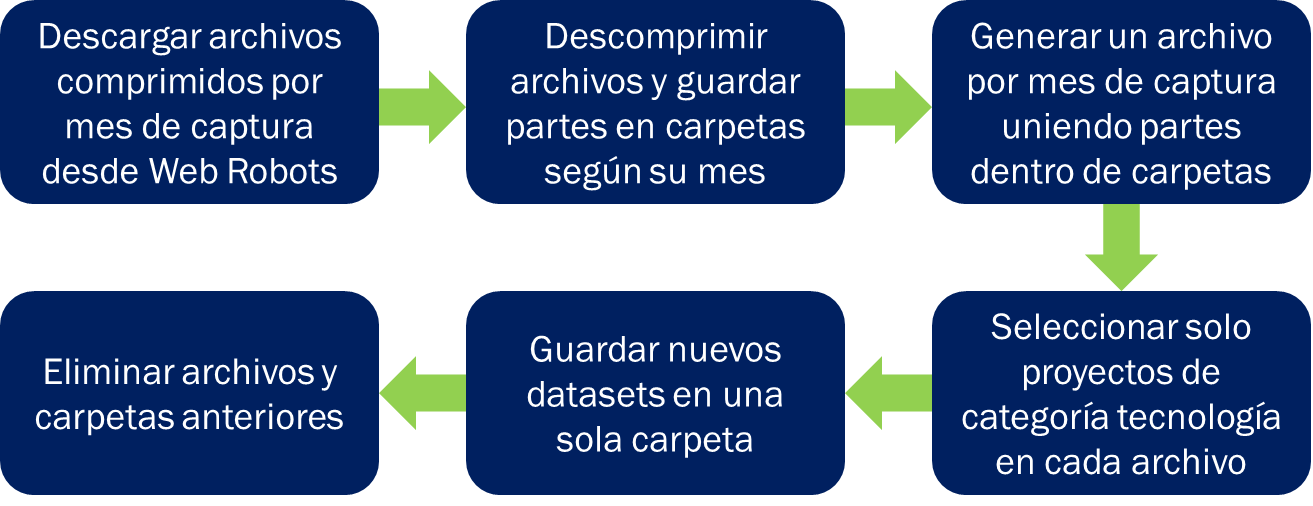 Descargar archivos
comprimidos por
mes de captura
desde Web Robots
Descomprimir
archivos y guardar
partes en carpetas
según su mes
Generar un archivo
por mes de captura
uniendo partes
dentro de carpetas
Seleccionar solo
proyectos de
categoría tecnología
en cada archivo
Guardar nuevos
datasets en una
sola carpeta
Eliminar archivos y
carpetas anteriores